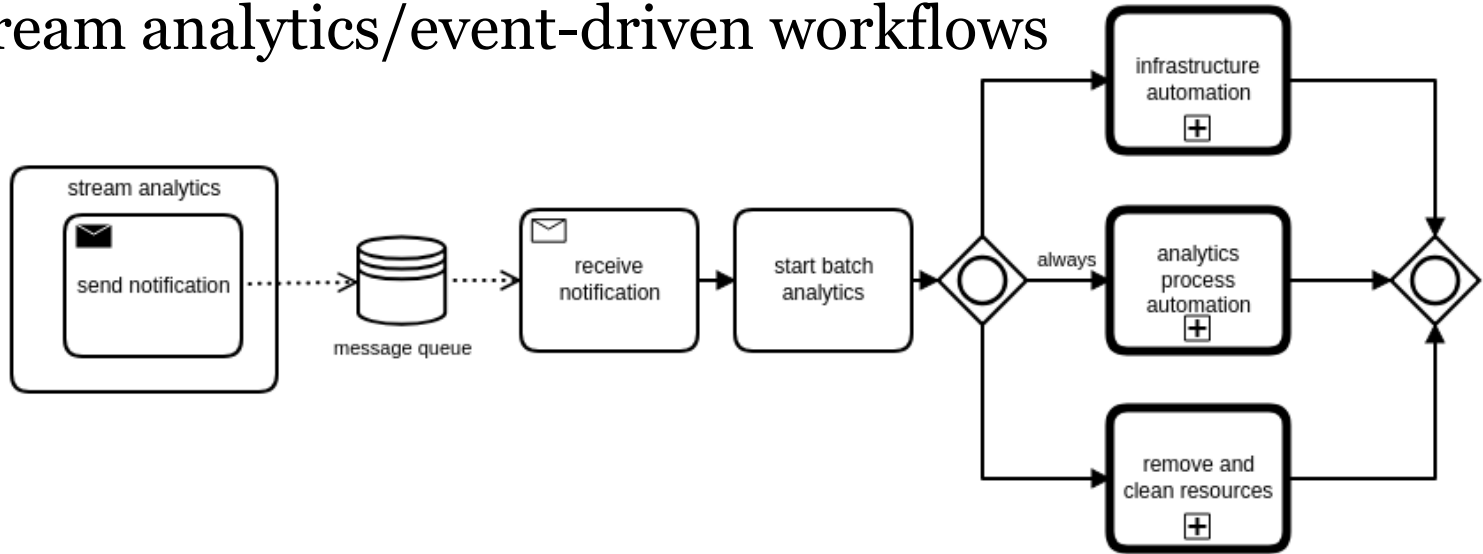 ream analytics/event-driven workflows
infrastructure
automation
stream analytics
send notification
message queue
receive
notification
start batch
analytics
always
analytics
process
automation
remove and
clean resources